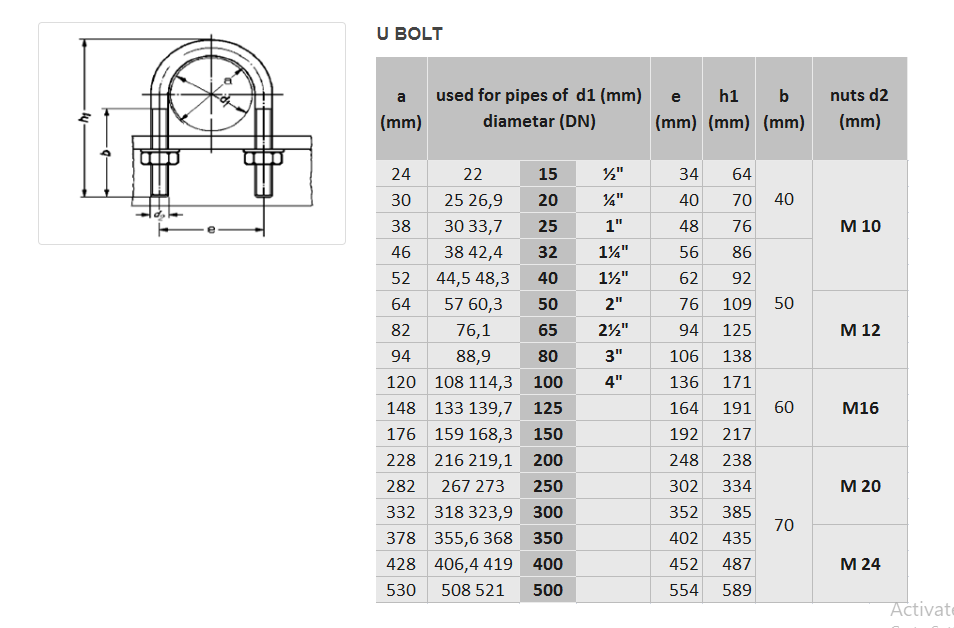 U BOLT
a (mm) used for pipes of d1 (mm) diametar (DN) e (mm) h1 (mm) b (mm) nuts d2 (mm)
24 22 15 ½" 34 64 40 M 10
30 25 26,9 20 ¼" 40 70
38 30 33,7 25 1" 48 76
46 38 42,4 32 1¼" 56 86 50
52 44,5 48,3 40 1½" 62 92
64 57 60,3 50 2" 76 109 M 12
82 76,1 65 2½" 94 125
94 88,9 80 3" 106 138
120 108 114,3 100 4" 136 171 60 M16
148 133 139,7 125 164 191
176 159 168,3 150 192 217
228 216 219,1 200 248 238 70 M 20
282 267 273 250 302 334
332 318 323,9 300 352 385
378 355,6 368 350 402 435 M 24
428 406,4 419 400 452 487
530 508 521 500 554 589
h1
b
a
d1
d2
e
Activate